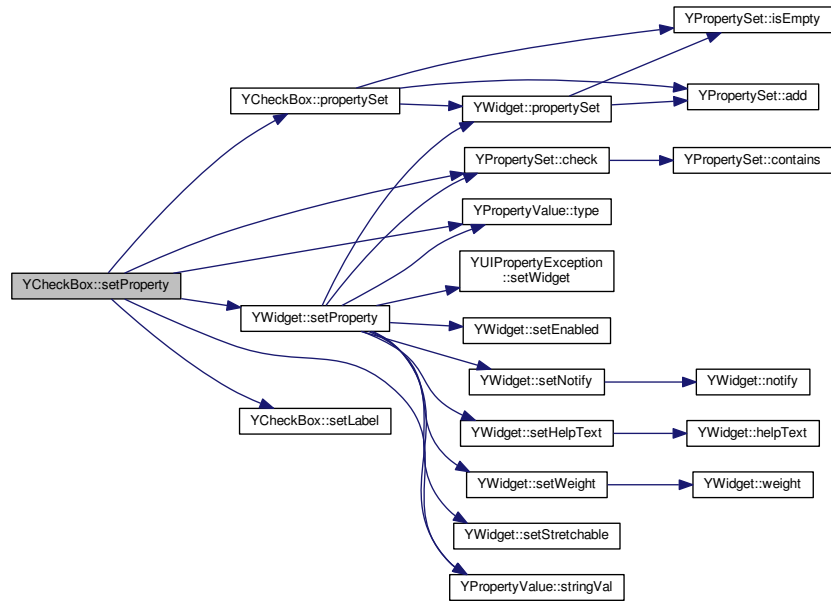 YPropertySet::isEmpty
YCheckBox::propertySet
YWidget::propertySet
YPropertySet::add
YPropertySet::check
YPropertySet::contains
YPropertyValue::type
YUIPropertyException
::setWidget
YCheckBox::setProperty
YWidget::setProperty
YWidget::setEnabled
YWidget::setNotify
YWidget::notify
YCheckBox::setLabel
YWidget::setHelpText
YWidget::helpText
YWidget::setWeight
YWidget::weight
YWidget::setStretchable
YPropertyValue::stringVal